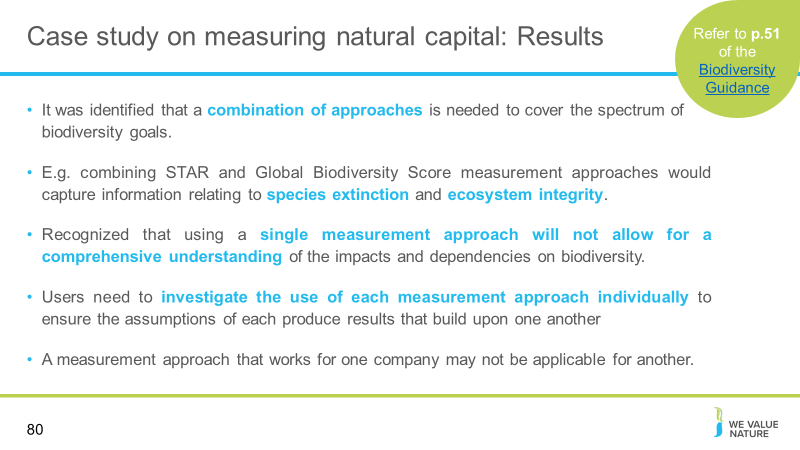 Case study on measuring natural capital: Results
Refer to p.51
of the
Biodiversity
Guidance
• It was identified that a combination of approaches is needed to cover the spectrum of
biodiversity goals.
• E.g. combining STAR and Global Biodiversity Score measurement approaches would
capture information relating to species extinction and ecosystem integrity.
• Recognized that using a single measurement approach will not allow for a
comprehensive understanding of the impacts and dependencies on biodiversity.
• Users need to investigate the use of each measurement approach individually to
ensure the assumptions of each produce results that build upon one another
• A measurement approach that works for one company may not be applicable for another.
80
WE VALUE
NATURE